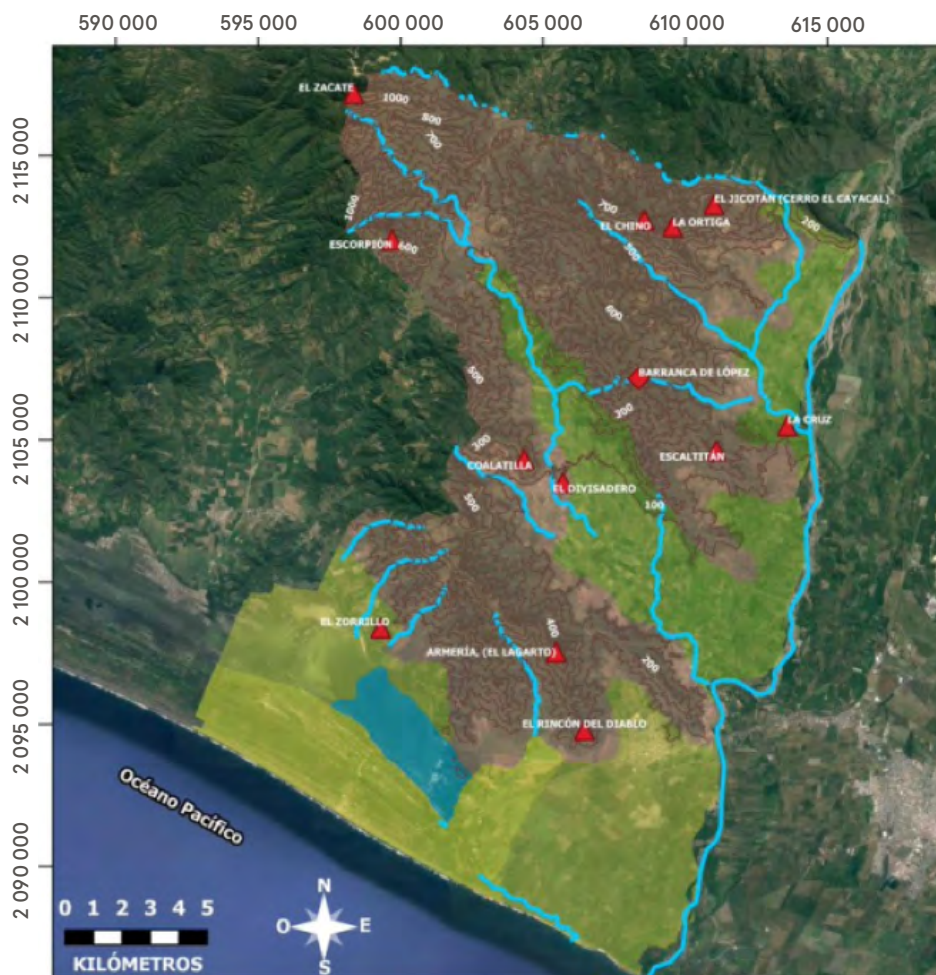 590 000 595 000 600 000 605 000 610 000 615 000
2 115 000
2 110 000
2 105 000
2 100 000
2 095 000
2 090 000
EL ZACATE
1000
800
700
1000
EL JICOTÁN (CERRO EL CAYACAL)
700
EL CHINO
LA ORTIGA
200
ESCORPIÓN
600
500
600
BARRANCA DE LÓPEZ
500
300
LA CRUZ
300
COALATILLA
ESCALTITÁN
EL DIVISADERO
500
100
EL ZORRILLO
400
ARMERÍA, (EL LAGARTO)
200
EL RINCÓN DEL DIABLO
Océano Pacífico
0 1 2 3 4 5
KILÓMETROS
N
O E
S